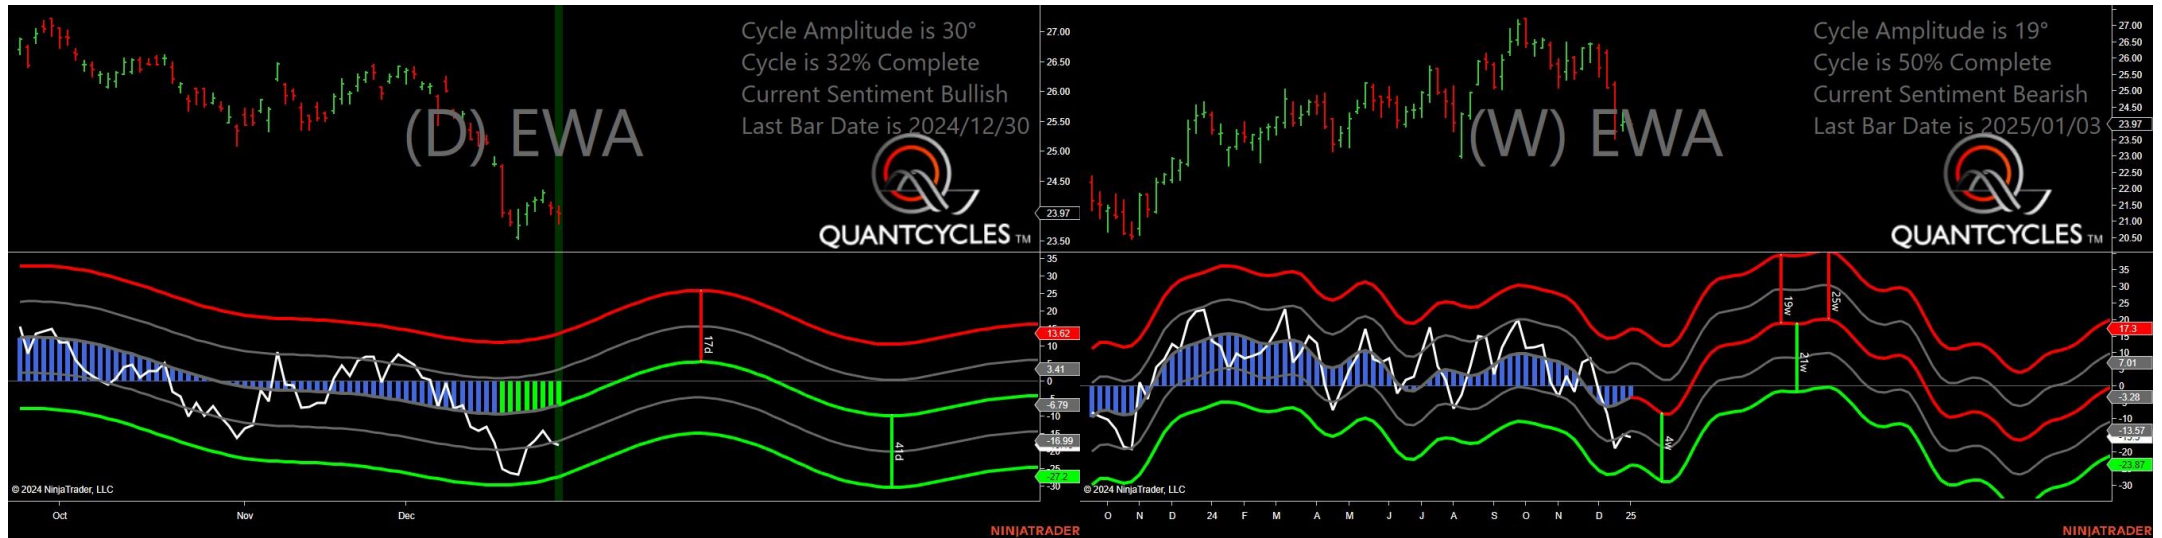 Cycle Amplitude is 30°
Cycle is 32% Complete
Current Sentiment Bullish
Last Bar Date is 2024/12/30
(D) EWA
QUANTCYCLES TM
27.00
26.50
26.00
25.50
25.00
24.50
23.97
23.50
35
30
25
20
13.62
10
5
3.41
0
-6.79
-10
-15
-16.99
-20
-25
-27.2
-30
17d
41d
© 2024 NinjaTrader, LLC
Oct Nov Dec
NINJATRADER
Cycle Amplitude is 19°
Cycle is 50% Complete
Current Sentiment Bearish
Last Bar Date is 2025/01/03
(W) EWA
QUANTCYCLES TM
27.00
26.50
26.00
25.50
25.00
24.50
23.97
23.50
23.00
22.50
22.00
21.50
21.00
20.50
35
30
25
20
17.3
15
10
7.01
0
-3.28
-10
-13.57
-20
-23.87
-30
19w
25w
21w
4w
© 2024 NinjaTrader, LLC
O N D 24 F M A M J J A S O N D 25
NINJATRADER